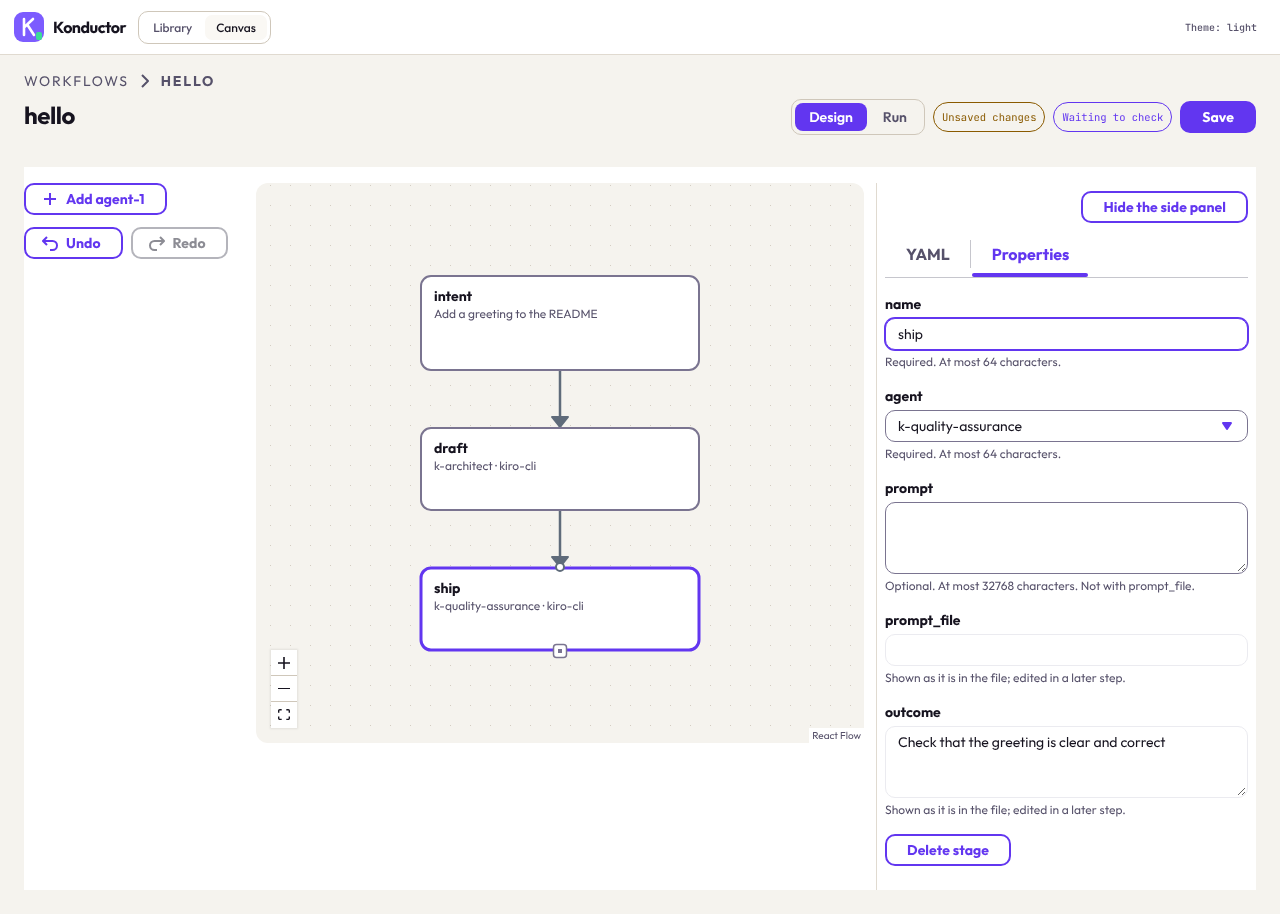 Konductor
Library
Canvas
Theme: light
WORKFLOWS > HELLO
hello
Design
Run
Unsaved changes
Waiting to check
Save
Add agent-1
Undo
Redo
intent
Add a greeting to the README
draft
k-architect · kiro-cli
ship
k-quality-assurance · kiro-cli
React Flow
Hide the side panel
YAML
Properties
name
ship
Required. At most 64 characters.
agent
k-quality-assurance
Required. At most 64 characters.
prompt
Optional. At most 32768 characters. Not with prompt_file.
prompt_file
Shown as it is in the file; edited in a later step.
outcome
Check that the greeting is clear and correct
Shown as it is in the file; edited in a later step.
Delete stage